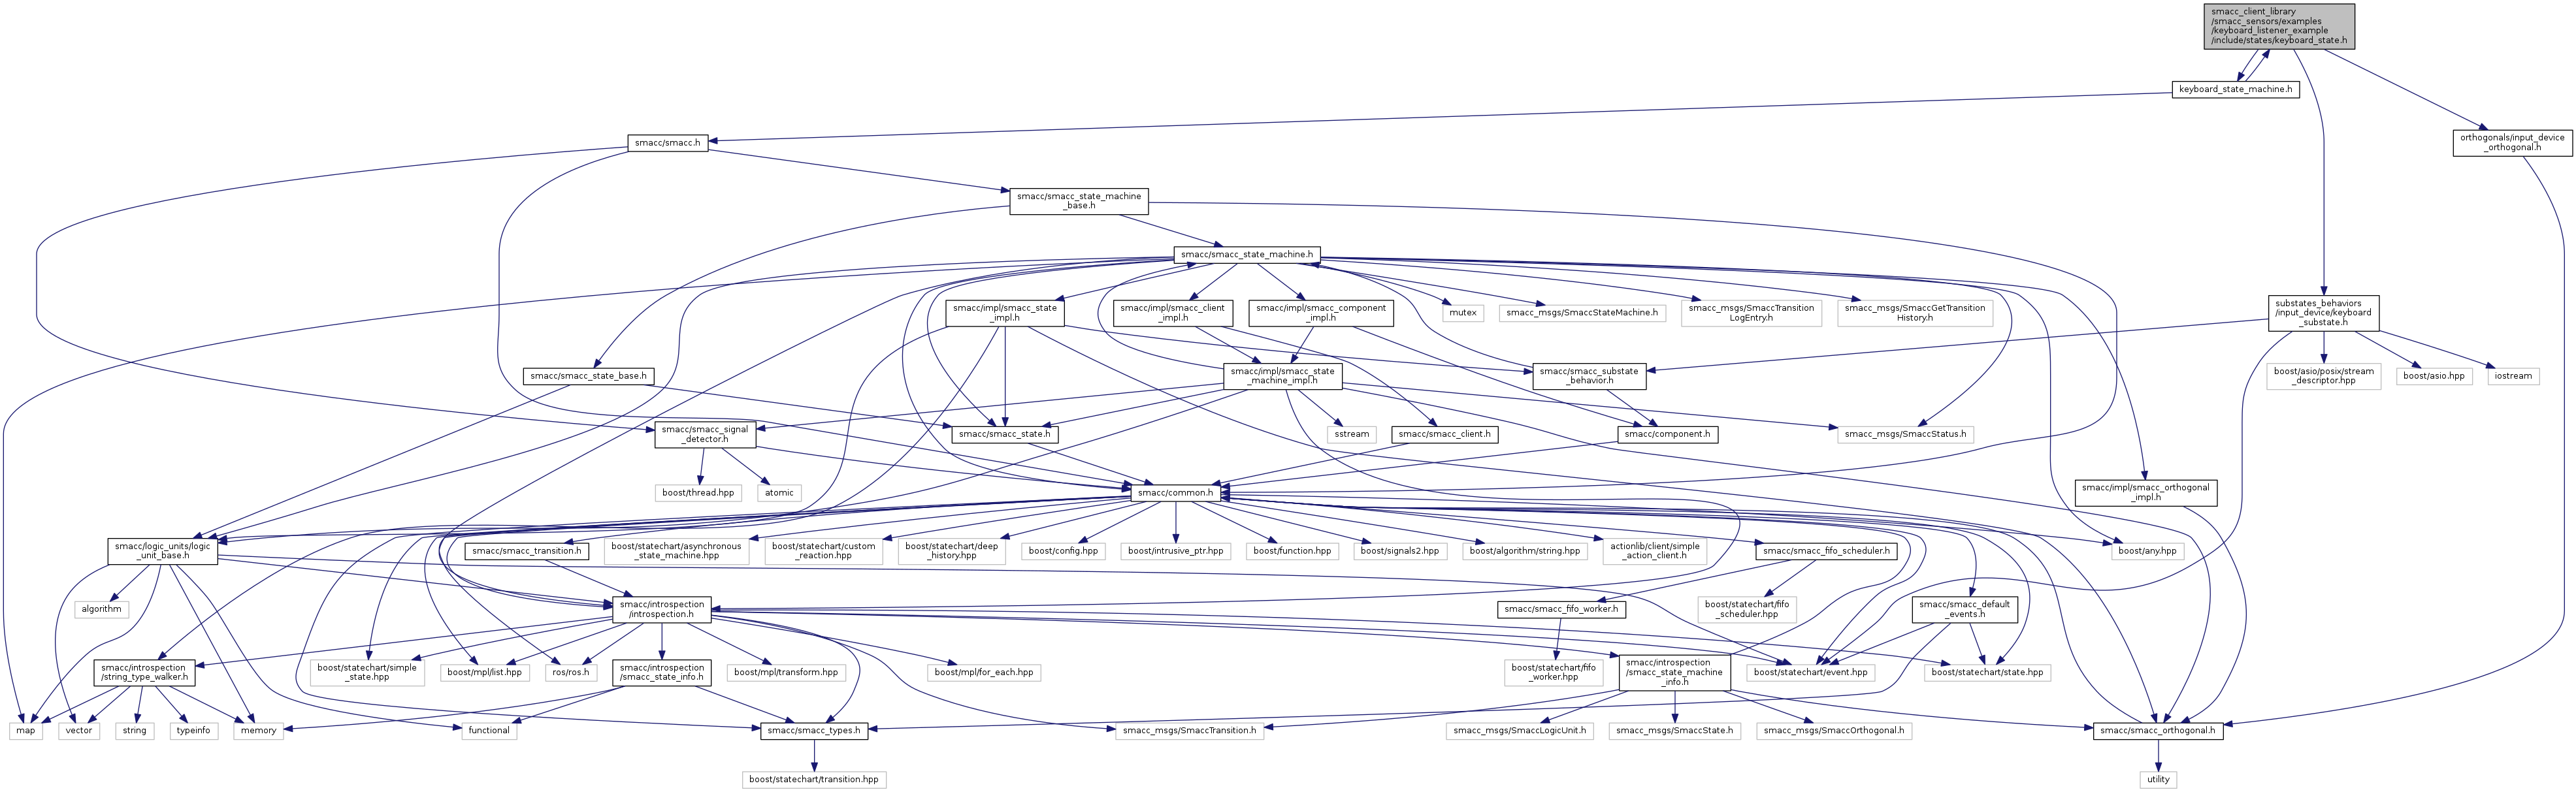 smacc_client_library
/smacc_sensors/examples
/keyboard_listener_example
/include/states/keyboard_state.h
keyboard_state_machine.h
smacc/smacc.h
orthogonals/input_device
_orthogonal.h
smacc/smacc_state_machine
_base.h
smacc/smacc_state_machine.h
smacc/impl/smacc_state
_impl.h
smacc/impl/smacc_client
_impl.h
smacc/impl/smacc_component
_impl.h
mutex
smacc_msgs/SmaccStateMachine.h
smacc_msgs/SmaccTransition
LogEntry.h
smacc_msgs/SmaccGetTransition
History.h
substates_behaviors
/input_device/keyboard
_substate.h
smacc/smacc_state_base.h
smacc/impl/smacc_state
_machine_impl.h
smacc/smacc_substate
_behavior.h
boost/asio/posix/stream
_descriptor.hpp
boost/asio.hpp
iostream
smacc/smacc_signal
_detector.h
smacc/smacc_state.h
sstream
smacc/smacc_client.h
smacc/component.h
smacc_msgs/SmaccStatus.h
boost/thread.hpp
atomic
smacc/common.h
smacc/impl/smacc_orthogonal
_impl.h
smacc/logic_units/logic
_unit_base.h
smacc/smacc_transition.h
boost/statechart/asynchronous
_state_machine.hpp
boost/statechart/custom
_reaction.hpp
boost/statechart/deep
_history.hpp
boost/config.hpp
boost/intrusive_ptr.hpp
boost/function.hpp
boost/signals2.hpp
boost/algorithm/string.hpp
actionlib/client/simple
_action_client.h
smacc/smacc_fifo_scheduler.h
boost/any.hpp
algorithm
smacc/introspection
/introspection.h
smacc/smacc_fifo_worker.h
boost/statechart/fifo
_scheduler.hpp
smacc/smacc_default
_events.h
smacc/introspection
/string_type_walker.h
boost/statechart/simple
_state.hpp
boost/mpl/list.hpp
ros/ros.h
smacc/introspection
/smacc_state_info.h
boost/mpl/transform.hpp
boost/mpl/for_each.hpp
boost/statechart/fifo
_worker.hpp
smacc/introspection
/smacc_state_machine
_info.h
boost/statechart/event.hpp
boost/statechart/state.hpp
map
vector
string
typeinfo
memory
functional
smacc/smacc_types.h
smacc_msgs/SmaccTransition.h
smacc_msgs/SmaccLogicUnit.h
smacc_msgs/SmaccState.h
smacc_msgs/SmaccOrthogonal.h
smacc/smacc_orthogonal.h
boost/statechart/transition.hpp
utility